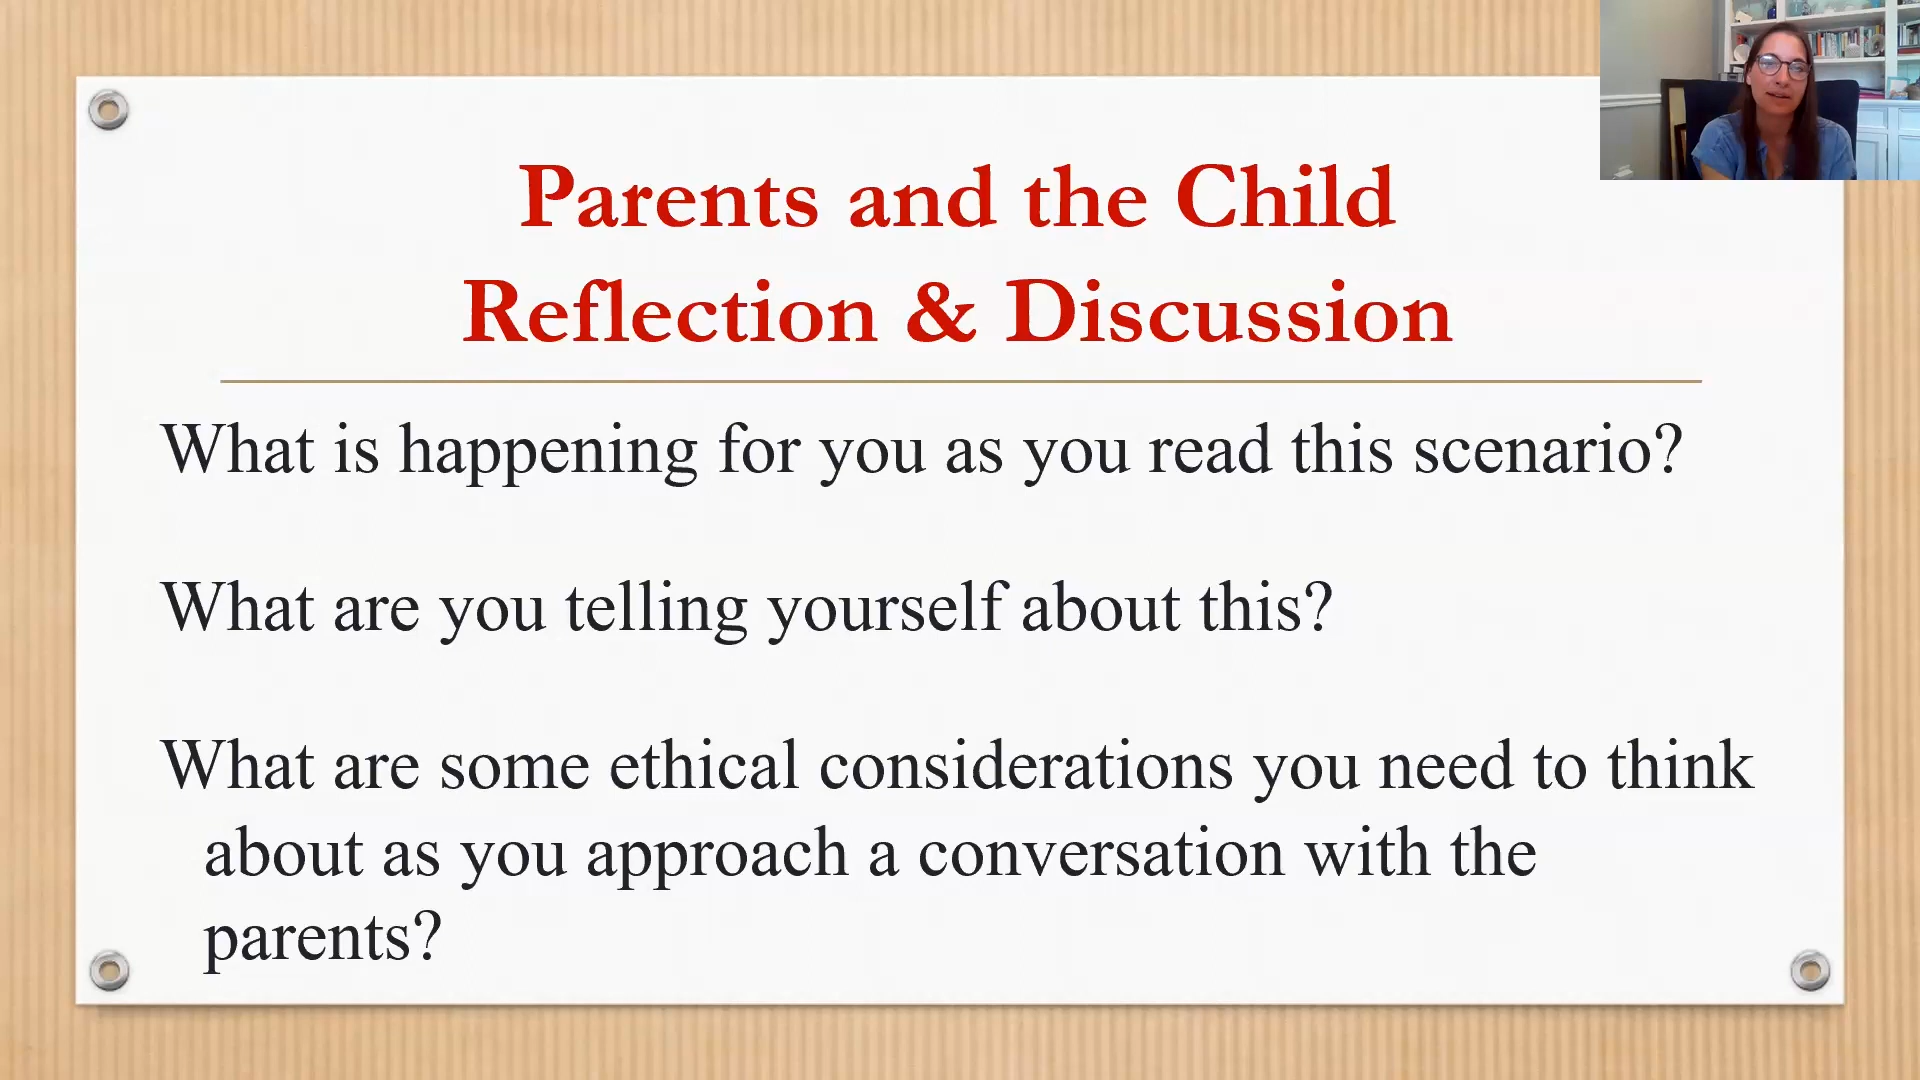 Parents and the Child
Reflection & Discussion
What is happening for you as you read this scenario?
What are you telling yourself about this?
What are some ethical considerations you need to think
about as you approach a conversation with the
parents?